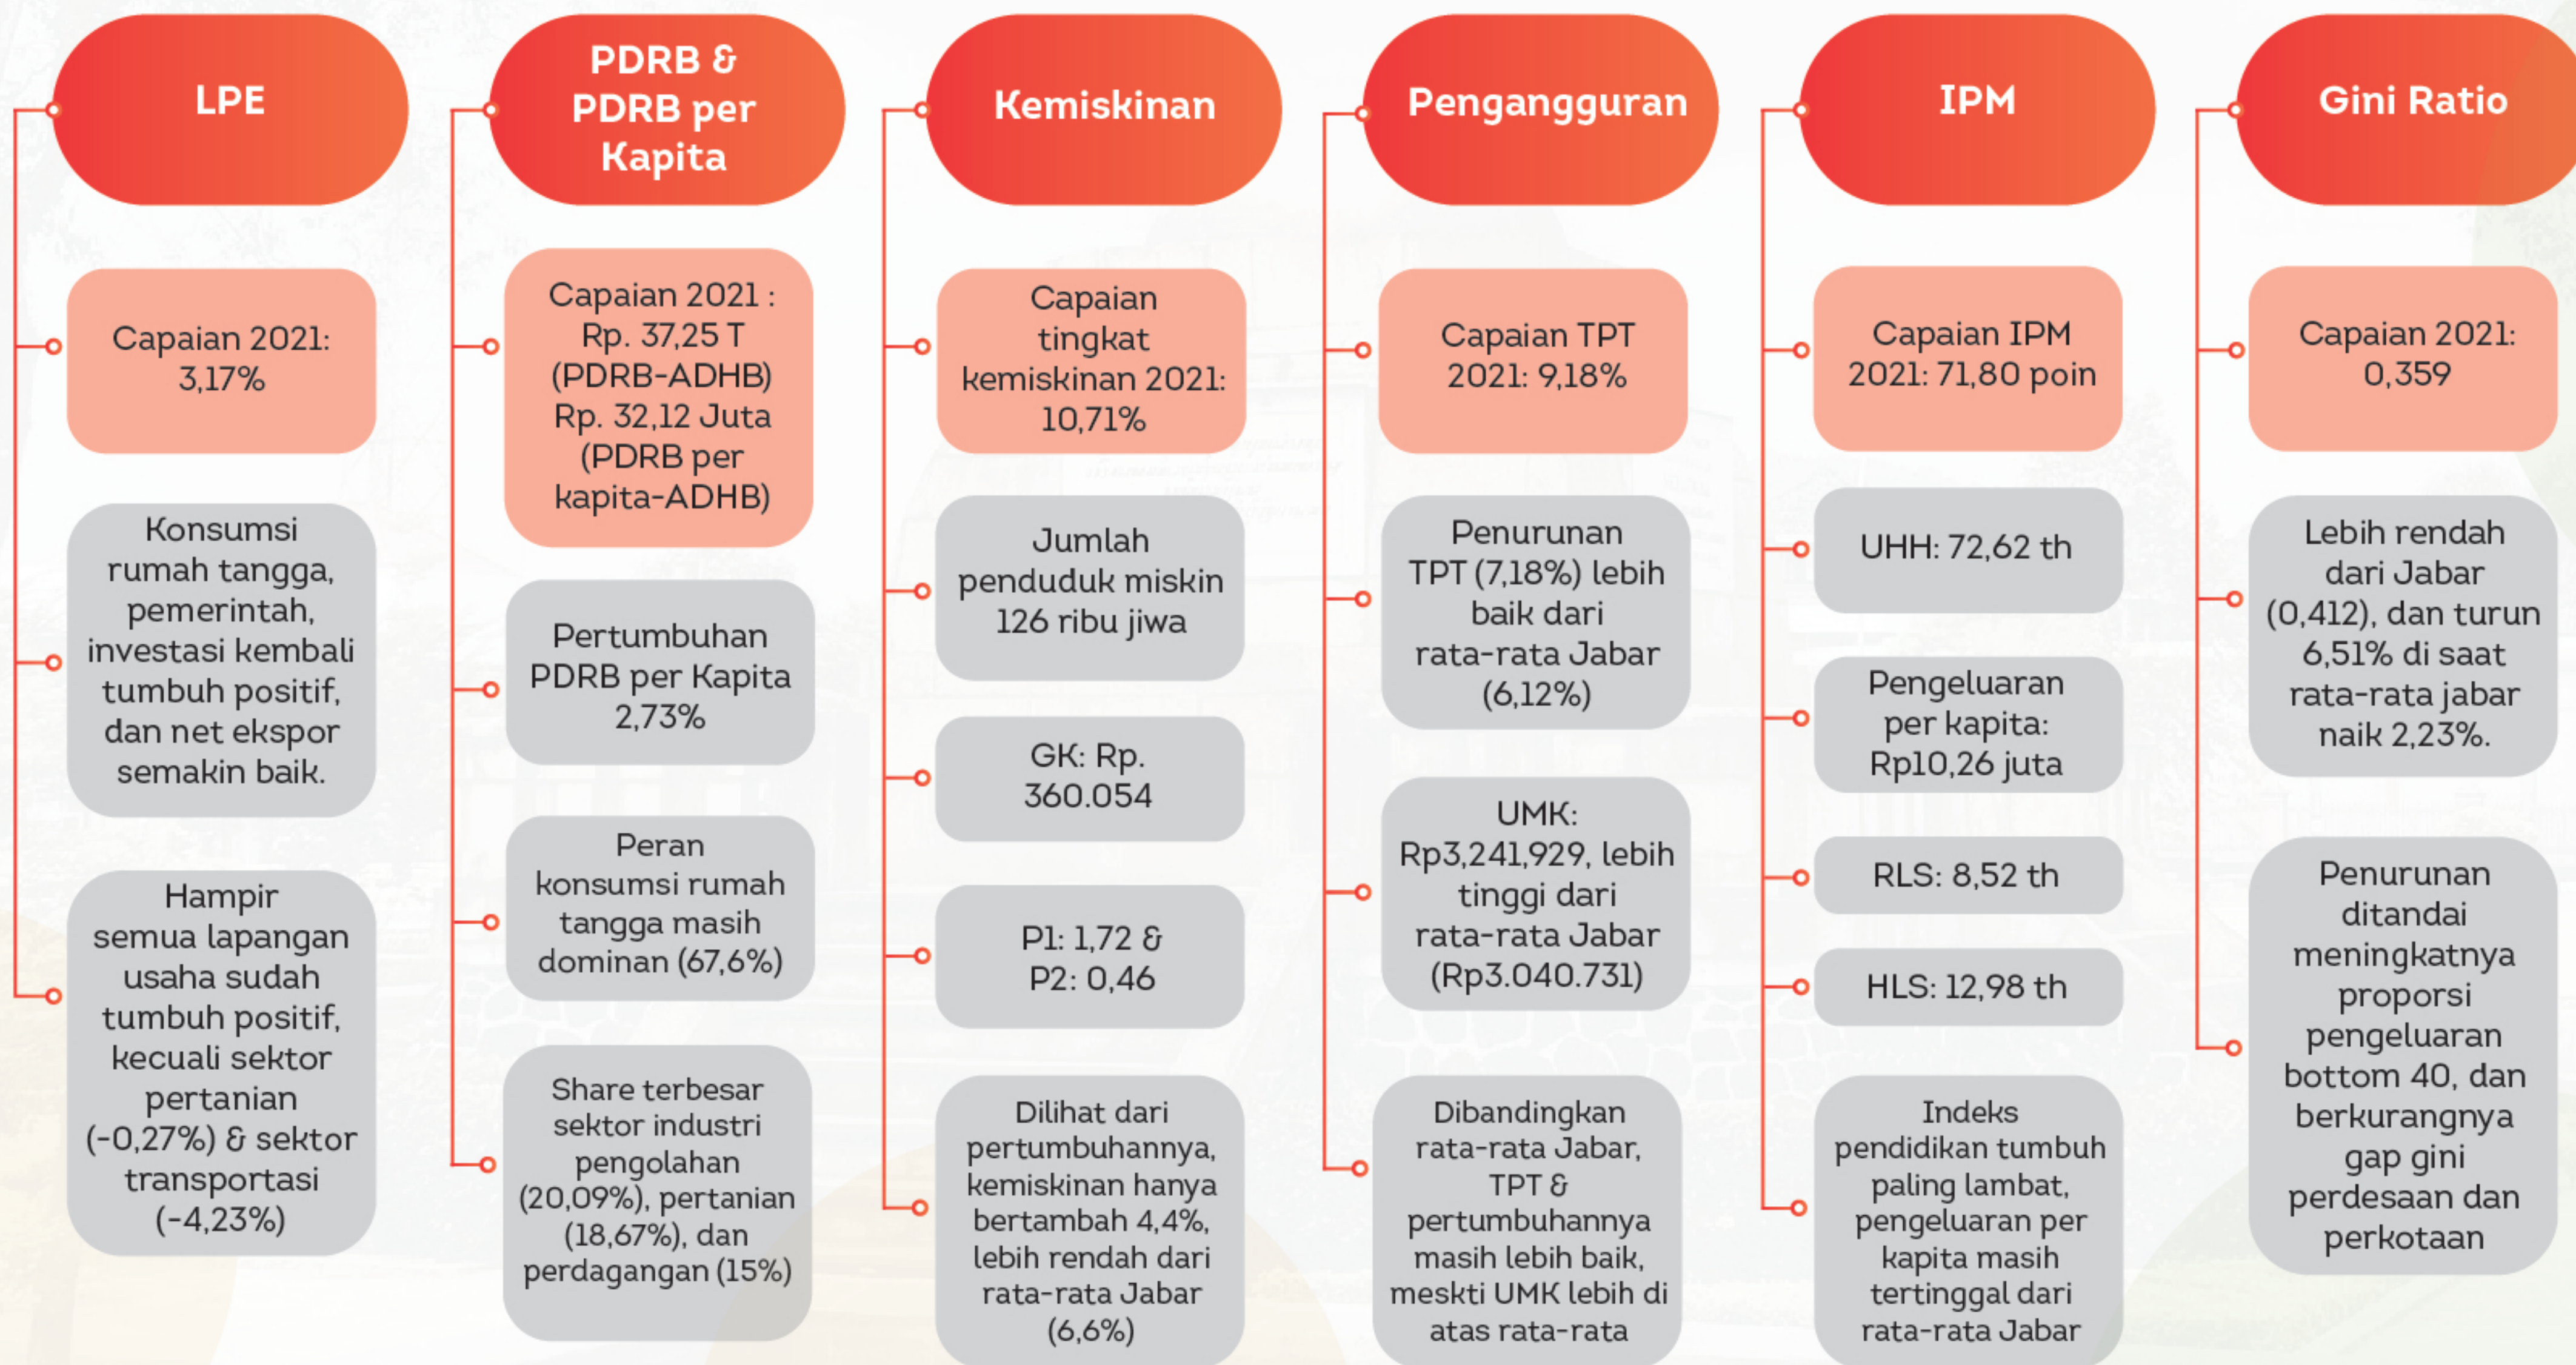 LPE
Capaian 2021:
3,17%
Konsumsi
rumah tangga,
pemerintah,
investasi kembali
tumbuh positif,
dan net ekspor
semakin baik.
Hampir
semua lapangan
usaha sudah
tumbuh positif,
kecuali sektor
pertanian
(-0,27%) & sektor
transportasi
(-4,23%)
PDRB &
PDRB per
Kapita
Capaian 2021 :
Rp. 37,25 T
(PDRB-ADHB)
Rp. 32,12 Juta
(PDRB per
kapita-ADHB)
Pertumbuhan
PDRB per Kapita
2,73%
Peran
konsumsi rumah
tangga masih
dominan (67,6%)
Share terbesar
sektor industri
pengolahan
(20,09%), pertanian
(18,67%), dan
perdagangan (15%)
Kemiskinan
Capaian
tingkat
kemiskinan 2021:
10,71%
Jumlah
penduduk miskin
126 ribu jiwa
GK: Rp.
360.054
P1: 1,72 &
P2: 0,46
Dilihat dari
pertumbuhannya,
kemiskinan hanya
bertambah 4,4%,
lebih rendah dari
rata-rata Jabar
(6,6%)
Pengangguran
Capaian TPT
2021: 9,18%
Penurunan
TPT (7,18%) lebih
baik dari
rata-rata Jabar
(6,12%)
UMK:
Rp3,241,929, lebih
tinggi dari
rata-rata Jabar
(Rp3.040.731)
Dibandingkan
rata-rata Jabar,
TPT &
pertumbuhannya
masih lebih baik,
meskti UMK lebih di
atas rata-rata
IPM
Capaian IPM
2021: 71,80 poin
UHH: 72,62 th
Pengeluaran
per kapita:
Rp10,26 juta
RLS: 8,52 th
HLS: 12,98 th
Indeks
pendidikan tumbuh
paling lambat,
pengeluaran per
kapita masih
tertinggal dari
rata-rata Jabar
Gini Ratio
Capaian 2021:
0,359
Lebih rendah
dari Jabar
(0,412), dan turun
6,51% di saat
rata-rata jabar
naik 2,23%.
Penurunan
ditandai
meningkatnya
proporsi
pengeluaran
bottom 40, dan
berkurangnya
gap gini
perdesaan dan
perkotaan